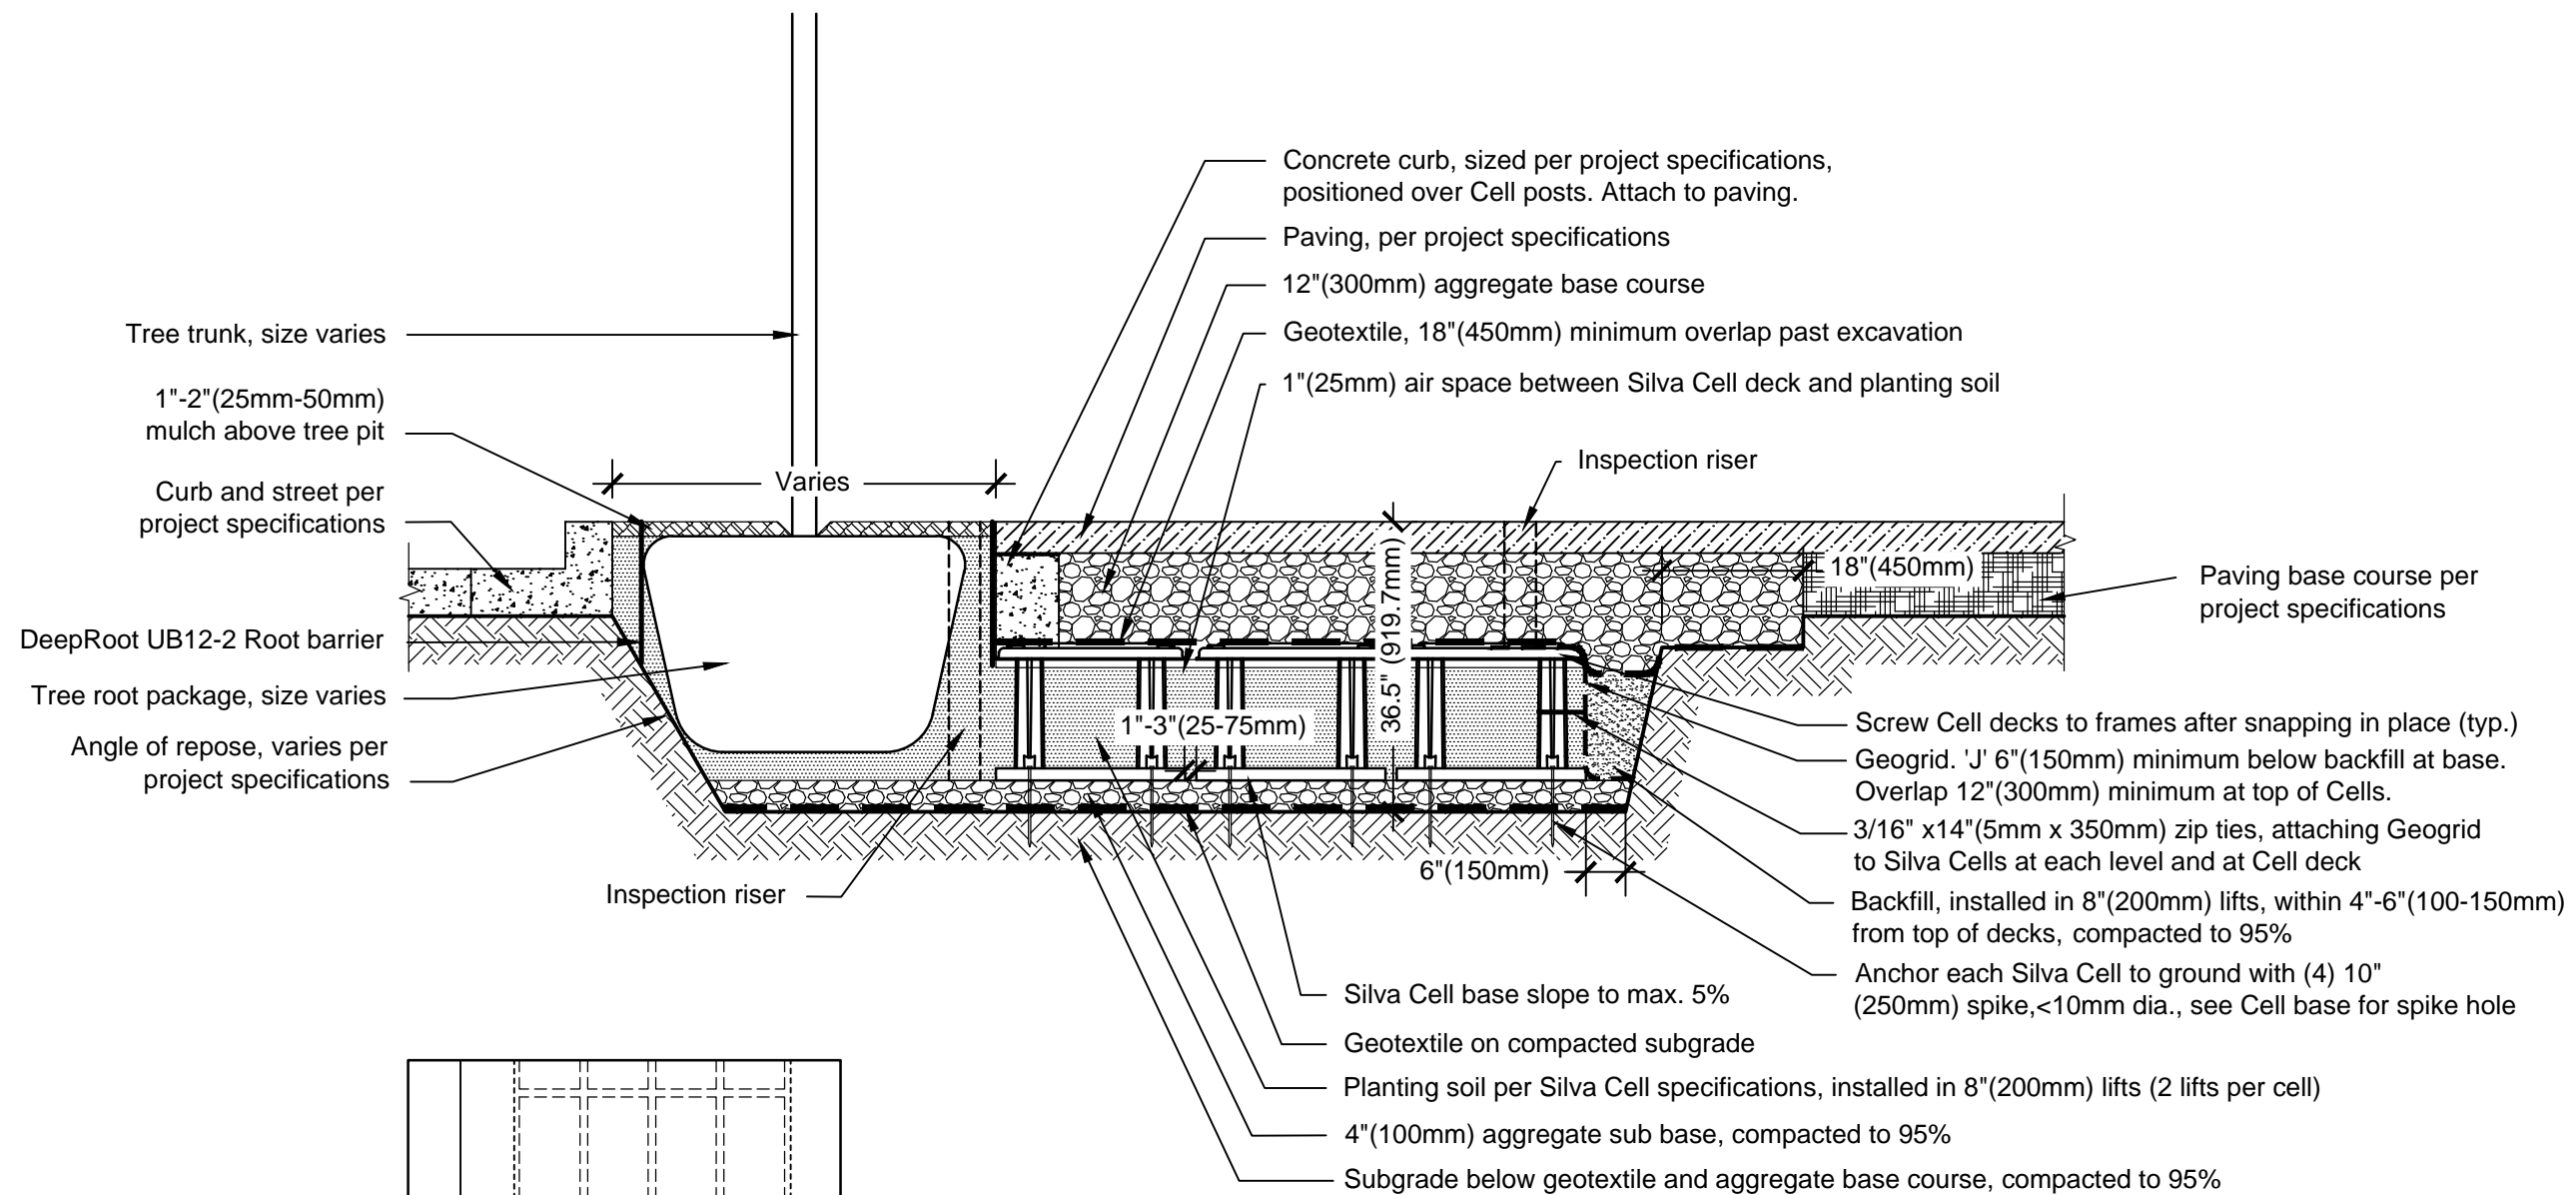 Concrete curb, sized per project specifications,
positioned over Cell posts. Attach to paving.
Paving, per project specifications
12"(300mm) aggregate base course
Geotextile, 18"(450mm) minimum overlap past excavation
1"(25mm) air space between Silva Cell deck and planting soil
Inspection riser
Tree trunk, size varies
1"-2"(25mm-50mm)
mulch above tree pit
Curb and street per
project specifications
DeepRoot UB12-2 Root barrier
Tree root package, size varies
Angle of repose, varies per
project specifications
Inspection riser
Varies
36.5" (919.7mm)
18"(450mm)
1"-3"(25-75mm)
6"(150mm)
Paving base course per
project specifications
Screw Cell decks to frames after snapping in place (typ.)
Geogrid. 'J' 6"(150mm) minimum below backfill at base.
Overlap 12"(300mm) minimum at top of Cells.
3/16" x14"(5mm x 350mm) zip ties, attaching Geogrid
to Silva Cells at each level and at Cell deck
Backfill, installed in 8"(200mm) lifts, within 4"-6"(100-150mm)
from top of decks, compacted to 95%
Anchor each Silva Cell to ground with (4) 10"
(250mm) spike,<10mm dia., see Cell base for spike hole
Silva Cell base slope to max. 5%
Geotextile on compacted subgrade
Planting soil per Silva Cell specifications, installed in 8"(200mm) lifts (2 lifts per cell)
4"(100mm) aggregate sub base, compacted to 95%
Subgrade below geotextile and aggregate base course, compacted to 95%